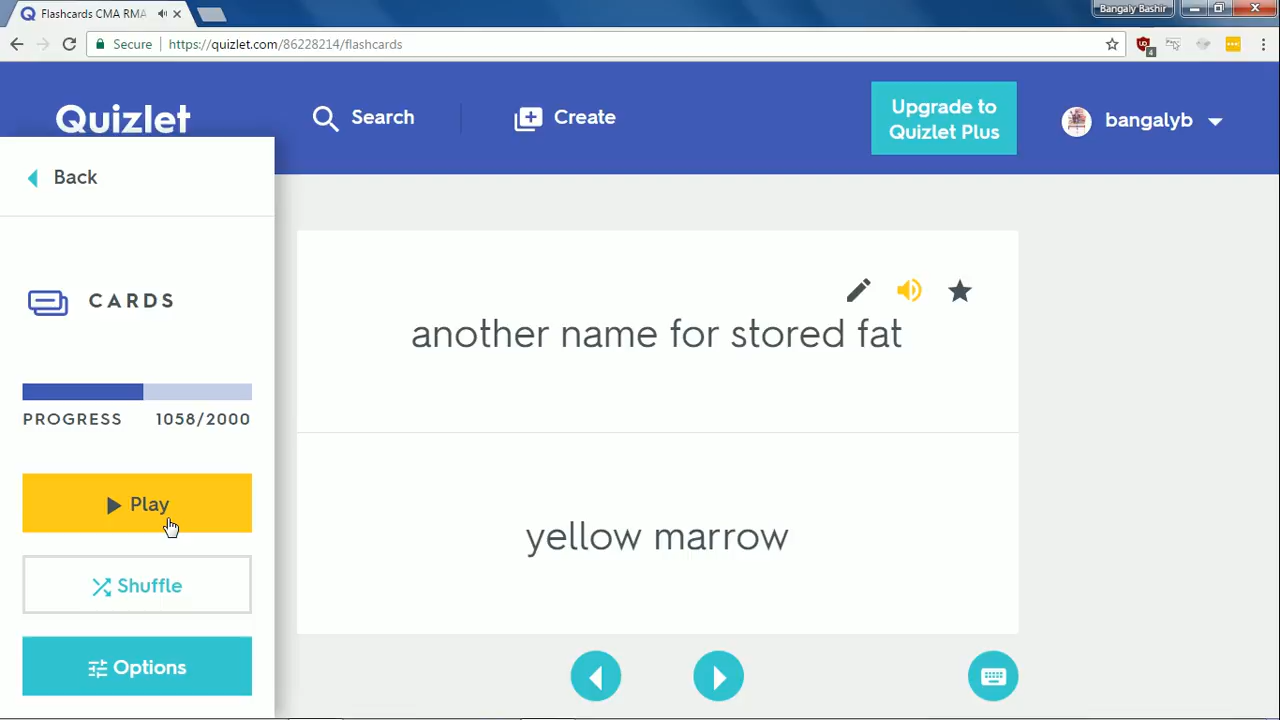 Flashcards CMA RMA
Bangaly Bashir
Secure
https://quizlet.com/86228214/flashcards
4
Quizlet
Search
Create
Upgrade to
Quizlet Plus
bangalyb
Back
CARDS
PROGRESS 1058/2000
Play
Shuffle
Options
another name for stored fat
yellow marrow